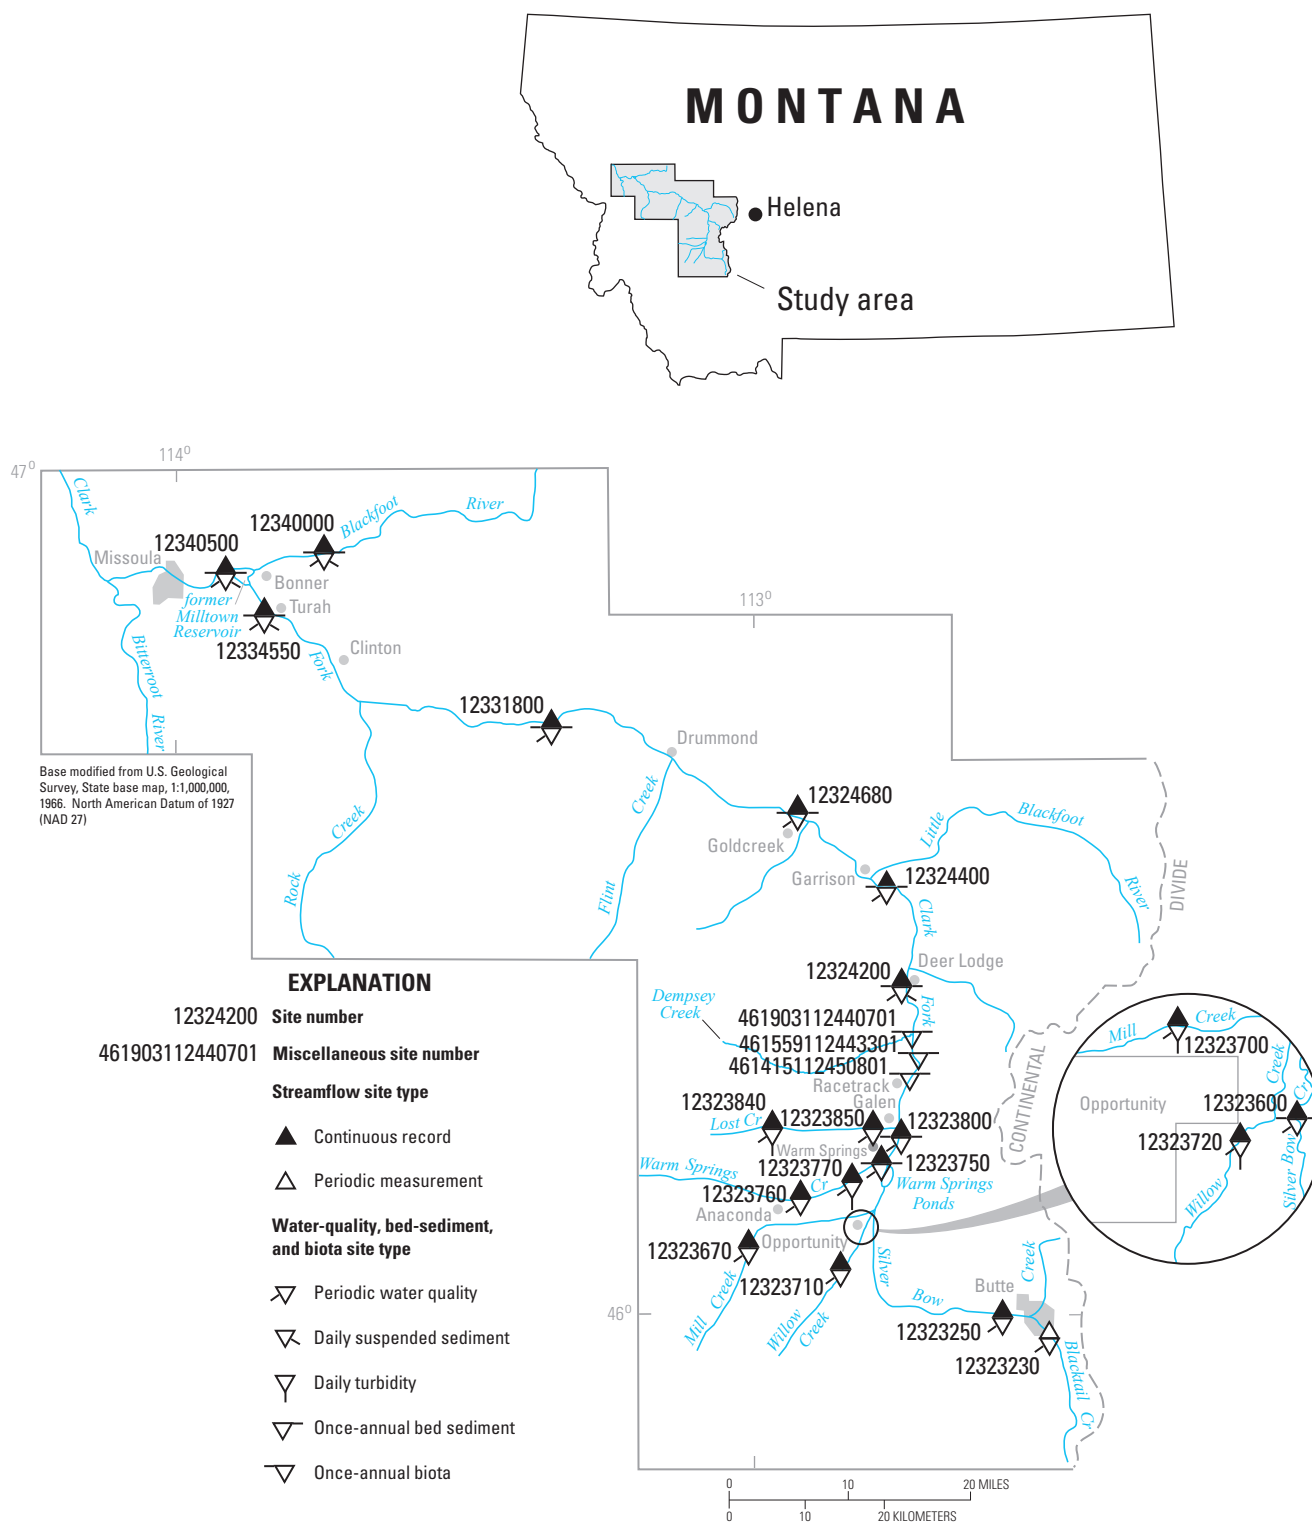 MONTANA
Helena
Study area
47⁰
114⁰
Clark
12340500
12340000
Blackfoot
River
Missoula
Bonner
former
Milltown
Reservoir
Turah
12334550
Bitterroot
River
Fork
Clinton
113⁰
12331800
Drummond
Base modified from U.S. Geological
Survey, State base map, 1:1,000,000,
1966. North American Datum of 1927
(NAD 27)
Rock
Creek
Flint
Creek
12324680
Goldcreek
Garrison
Little
Blackfoot
River
12324400
Clark
DIVIDE
12324200
Deer Lodge
Fork
Dempsey
Creek
461903112440701
461559112443301
461415112450801
Racetrack
Galen
CONTINENTAL
12323840
12323850
12323800
Lost Cr
Warm Springs
12323750
Warm Springs
Cr
12323770
12323760
Warm Springs
Ponds
Anaconda
Opportunity
12323670
12323710
Mill
Creek
Willow
Creek
Silver
Bow
46⁰
Butte
Creek
12323250
12323230
Blacktail
Cr
Mill
Creek
12323700
Opportunity
Creek
Cr
12323600
12323720
Willow
Silver Bow
EXPLANATION
12324200 Site number
461903112440701 Miscellaneous site number
Streamflow site type
Continuous record
Periodic measurement
Water-quality, bed-sediment,
and biota site type
Periodic water quality
Daily suspended sediment
Daily turbidity
Once-annual bed sediment
Once-annual biota
0 10 20 MILES
0 10 20 KILOMETERS